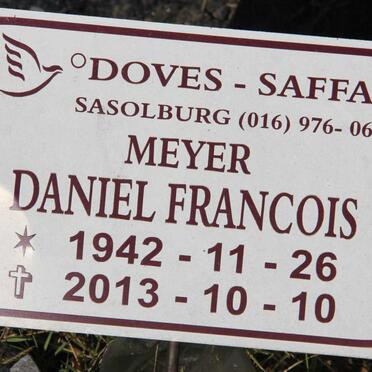 °DOVES - SAFFA
SASOLBURG (016) 976- 06
MEYER
DANIEL FRANCOIS
1942 - 11 - 26
2013 - 10 - 10